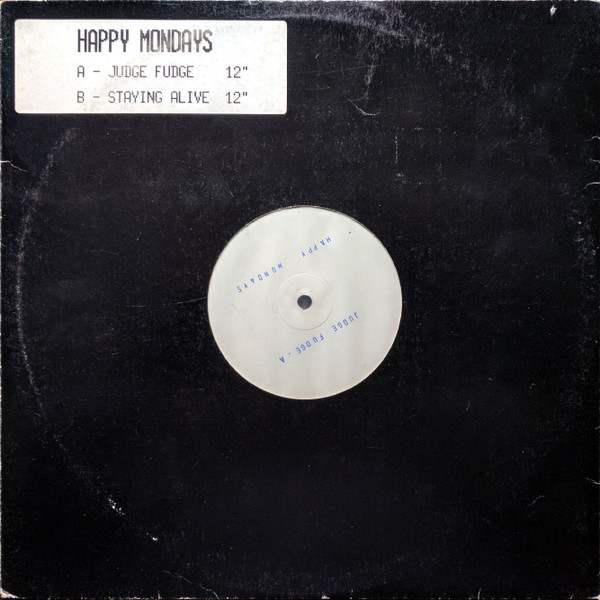 HAPPY MONDAYS
A - JUDGE FUDGE 12"
B - STAYING ALIVE 12"
- HAPPY MONDAYS
JUDGE FUDGE - A